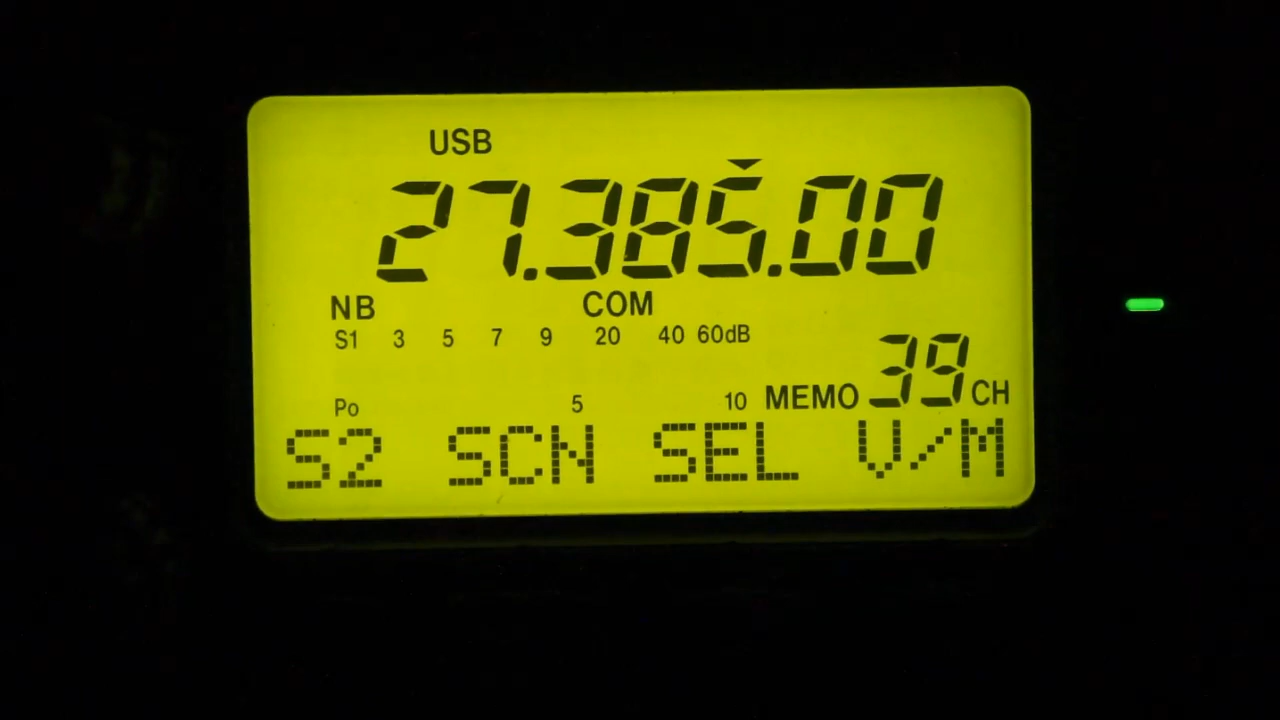 USB
27.385.00
NB COM
S1 3 5 7 9 20 40 60dB
Po 5 10 MEMO 39 CH
S2 SCN SEL V/M